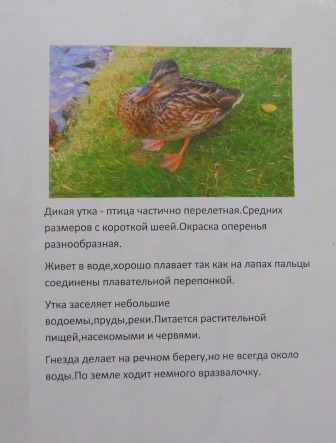 Дикая утка - птица частично перелетная.Средних
размеров с короткой шеей.Окраска оперенья
разнообразная.
Живет в воде,хорошо плавает так как на лапах пальцы
соединены плавательной перепонкой.
Утка заселяет небольшие
водоемы,пруды,реки.Питается растительной
пищей,насекомыми и червями.
Гнезда делает на речном берегу,но не всегда около
воды.По земле ходит немного вразвалочку.